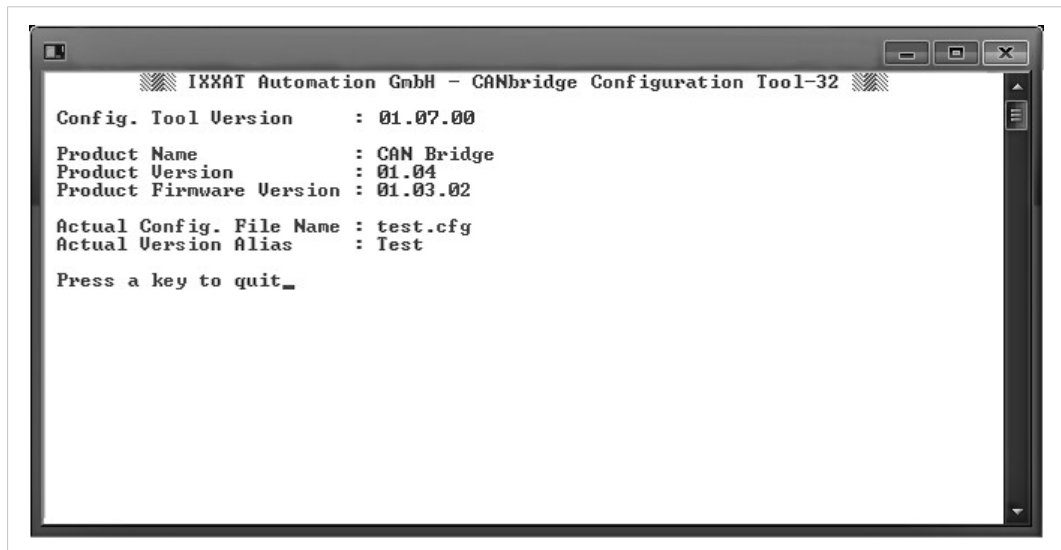 IXXAT Automation GmbH - CANbridge Configuration Tool-32
Config. Tool Version : 01.07.00
Product Name : CAN Bridge
Product Version : 01.04
Product Firmware Version : 01.03.02
Actual Config. File Name : test.cfg
Actual Version Alias : Test
Press a key to quit_